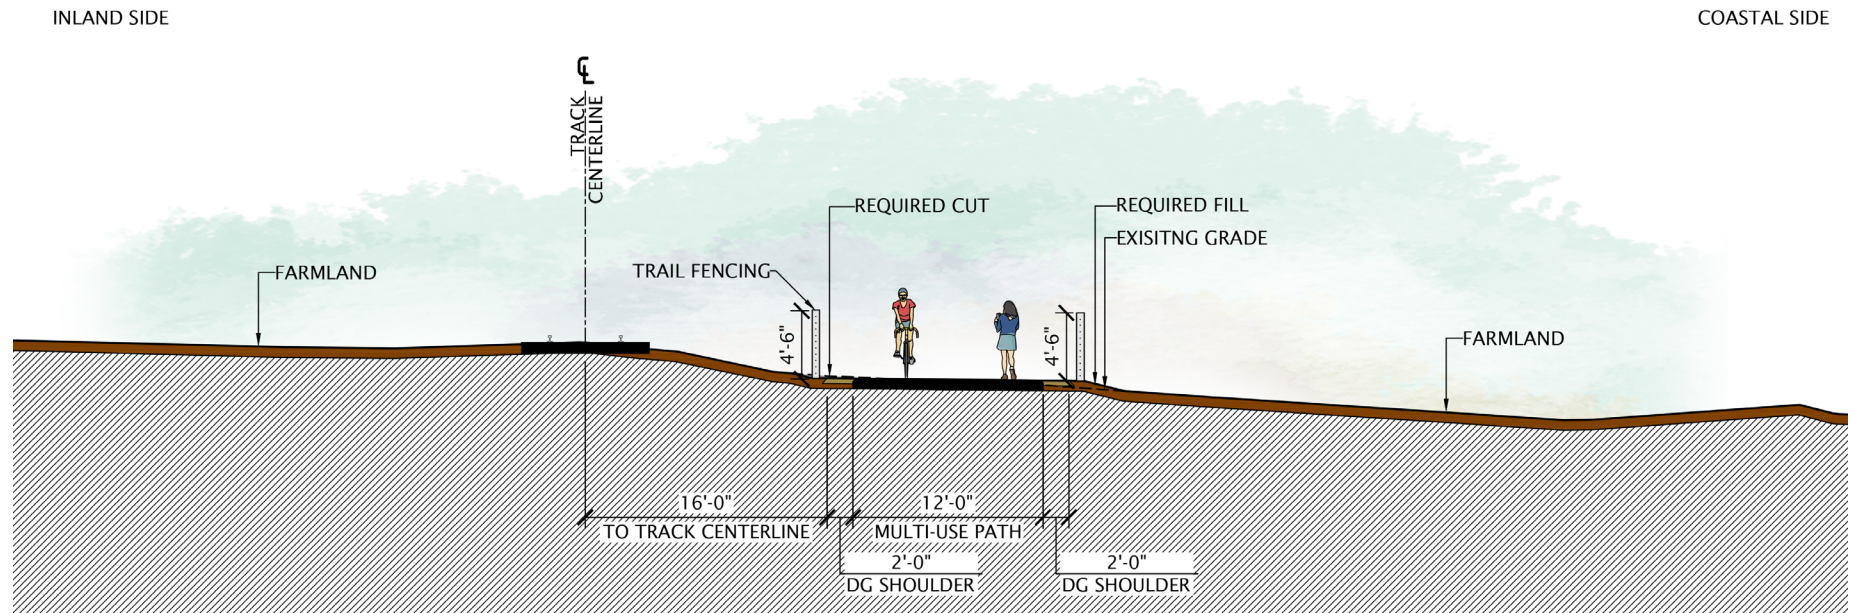 INLAND SIDE
COASTAL SIDE
CL
TRACK
CENTERLINE
REQUIRED CUT
REQUIRED FILL
EXISITNG GRADE
FARMLAND
TRAIL FENCING
4'-6"
4'-6"
FARMLAND
16'-0"
TO TRACK CENTERLINE
12'-0"
MULTI-USE PATH
2'-0"
DG SHOULDER
2'-0"
DG SHOULDER